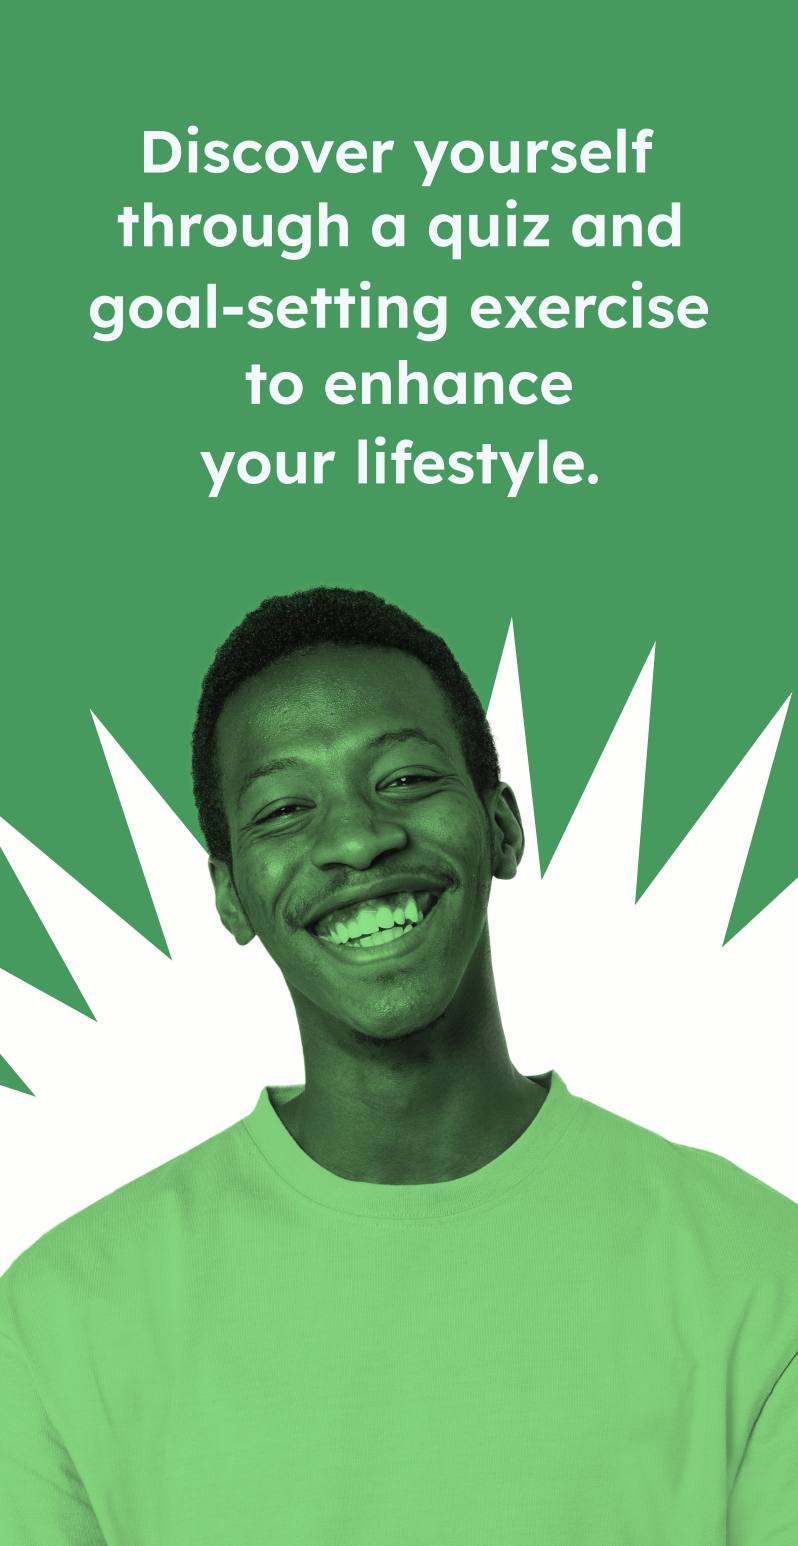 Discover yourself
through a quiz and
goal-setting exercise
to enhance
your lifestyle.